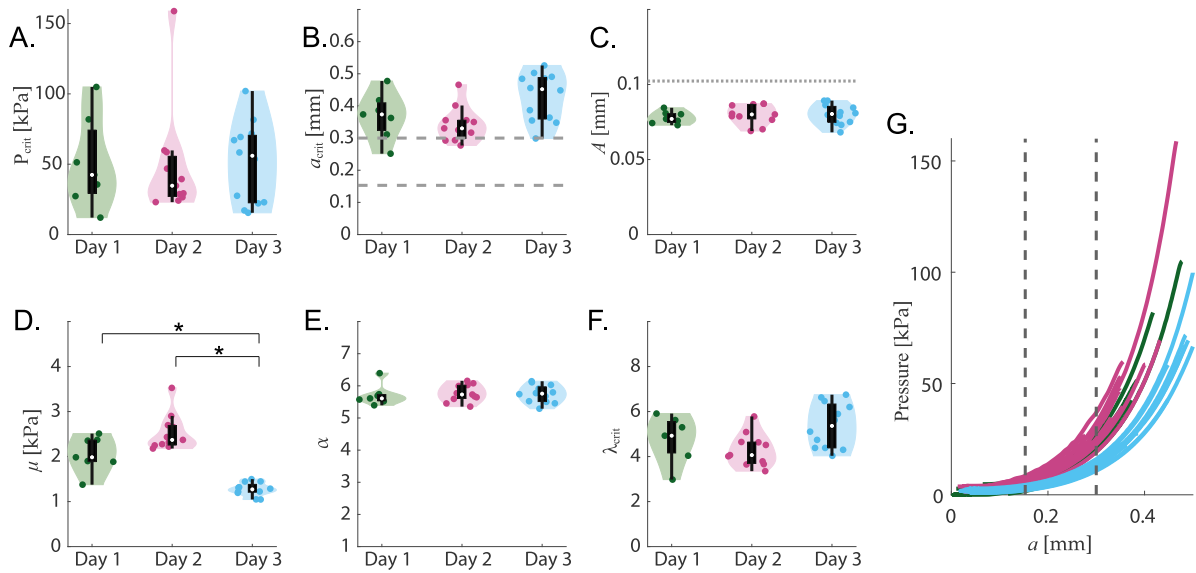 A.
150
100
50
0
P_crit [kPa]
Day 1 Day 2 Day 3
B.
0.6
0.5
0.4
0.3
0.2
0.1
0
a_crit [mm]
Day 1 Day 2 Day 3
C.
0.1
0.05
0
A [mm]
Day 1 Day 2 Day 3
D.
* *
4
3
2
1
0
μ [kPa]
Day 1 Day 2 Day 3
E.
7
6
5
4
3
2
1
α
Day 1 Day 2 Day 3
F.
8
6
4
2
0
λ_crit
Day 1 Day 2 Day 3
G.
150
100
50
0
Pressure [kPa]
0 0.2 0.4
a [mm]